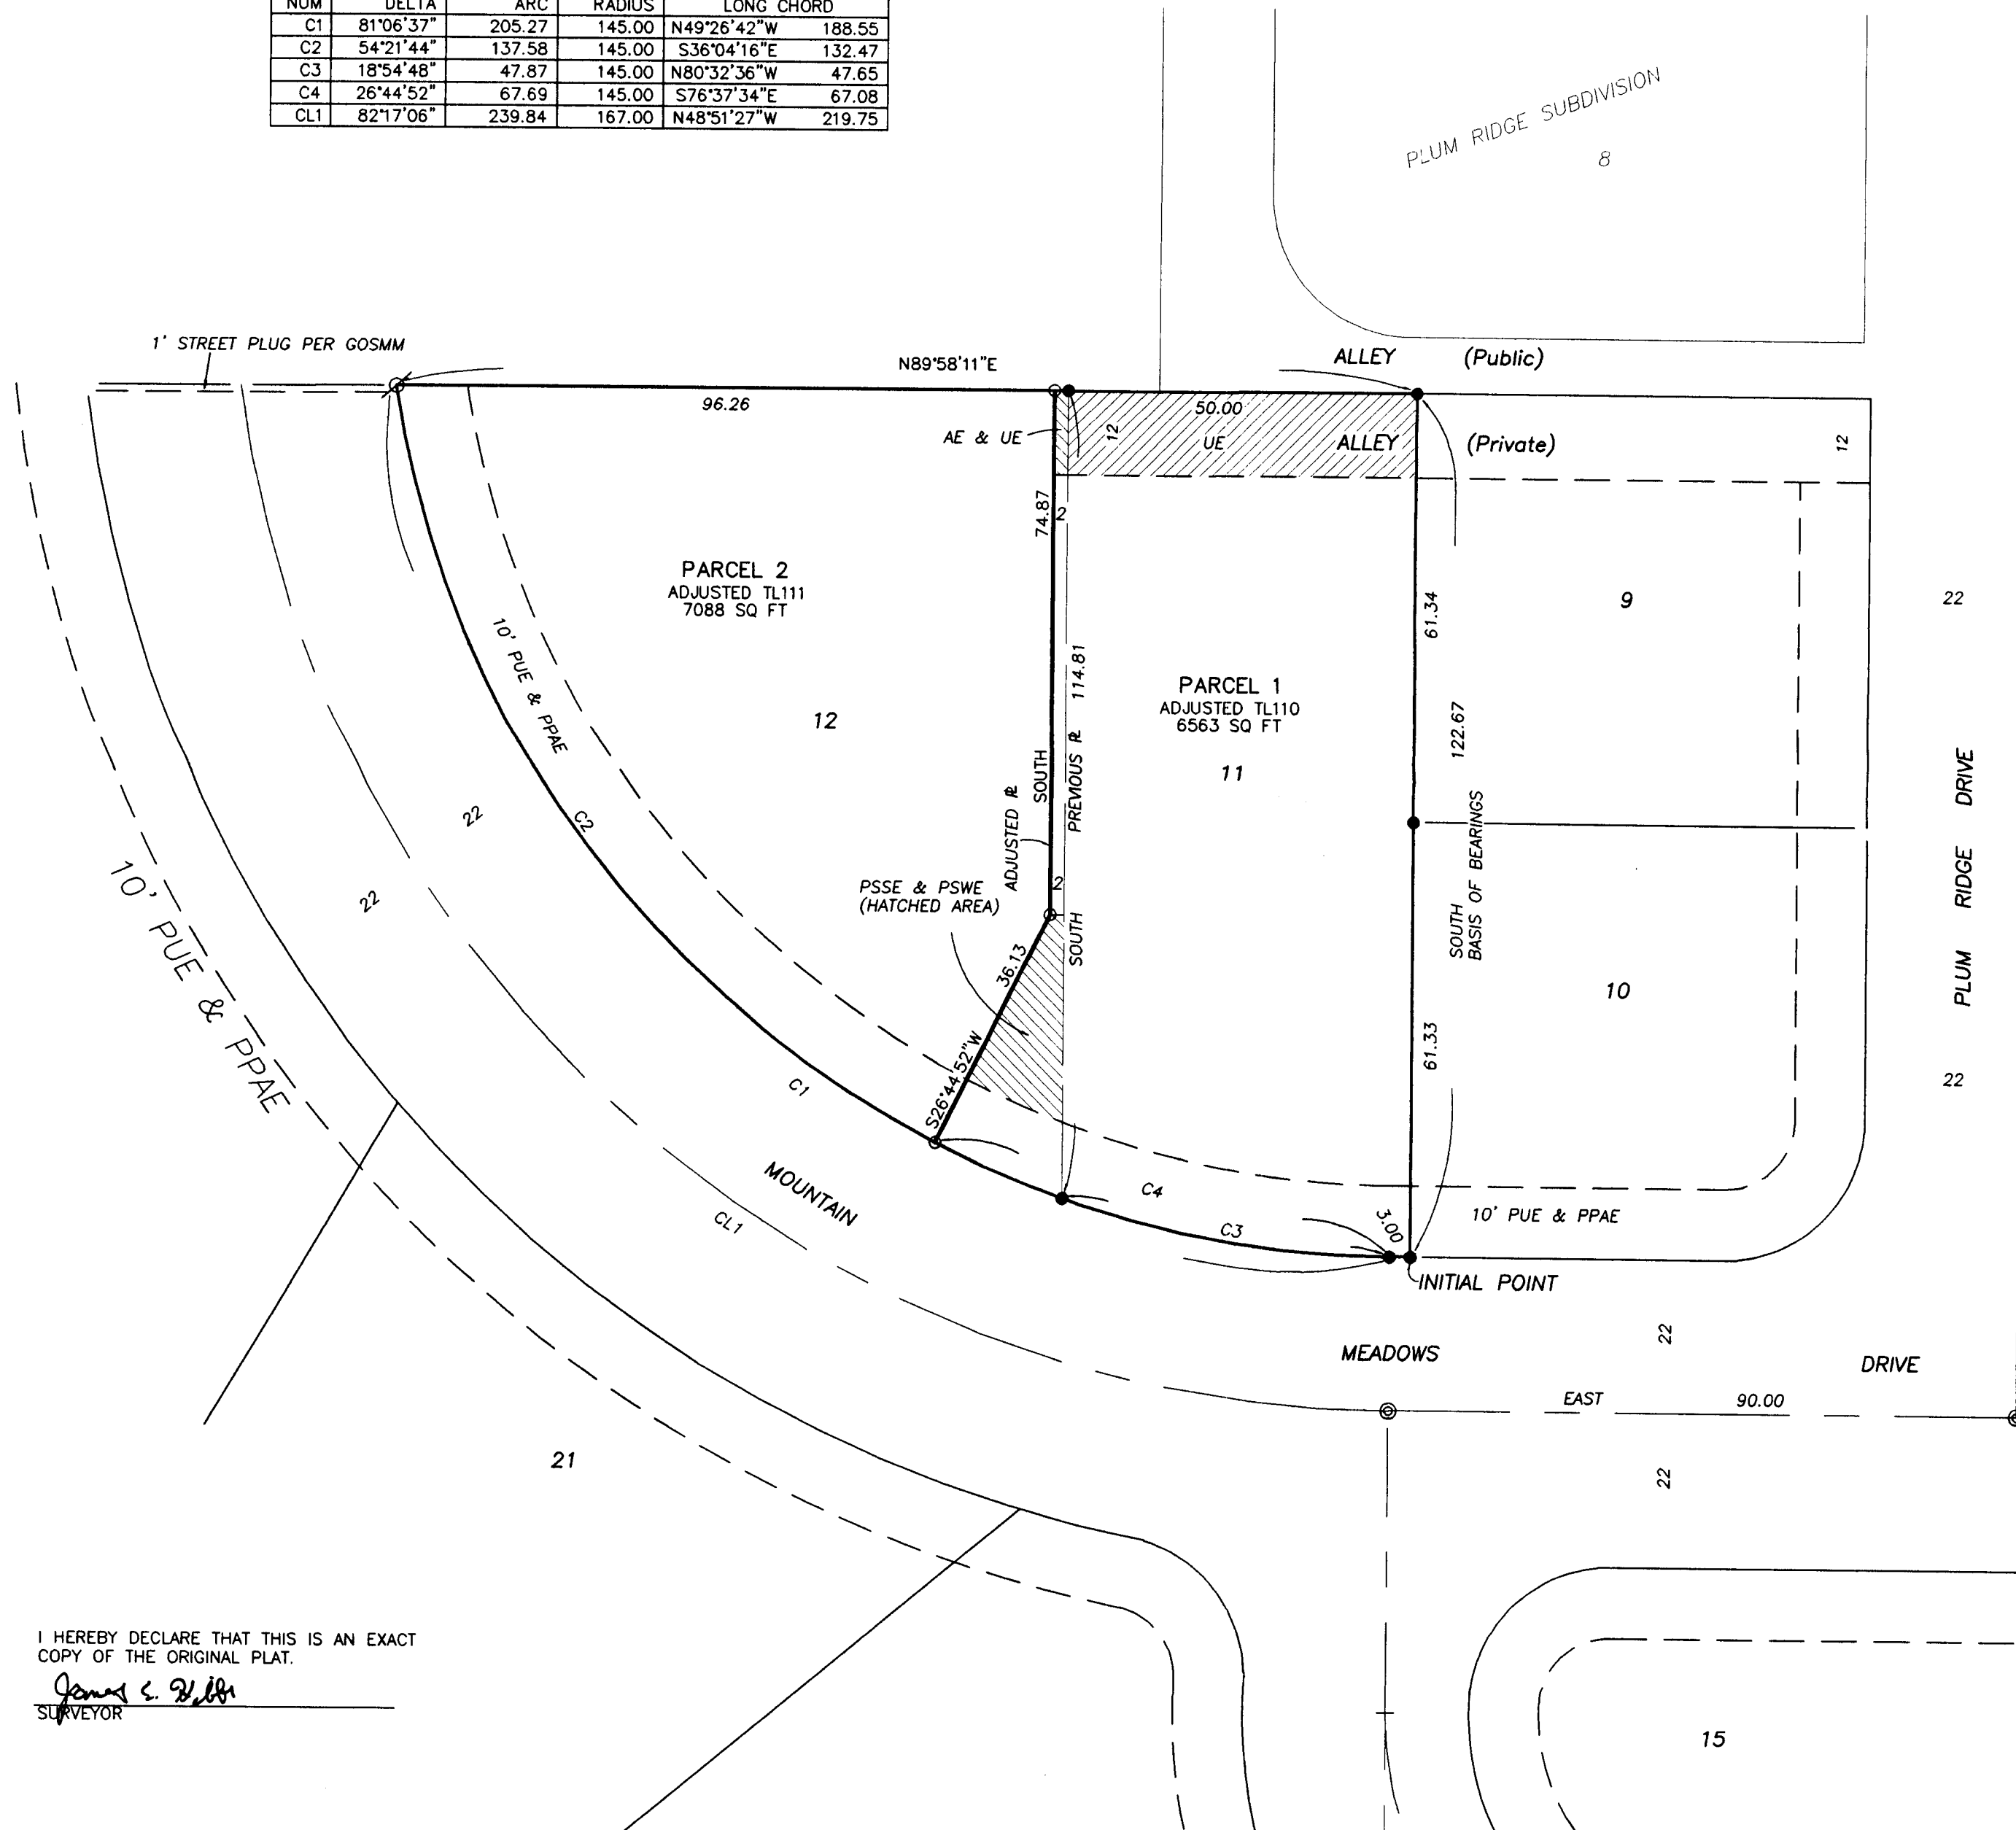 NUM DELTA ARC RADIUS LONG CHORD
C1 81°06'37" 205.27 145.00 N49°26'42"W 188.55
C2 54°21'44" 137.58 145.00 S36°04'16"E 132.47
C3 18°54'48" 47.87 145.00 N80°32'36"W 47.65
C4 26°44'52" 67.69 145.00 S76°37'34"E 67.08
CL1 82°17'06" 239.84 167.00 N48°51'27"W 219.75
PLUM RIDGE SUBDIVISION
8
1' STREET PLUG PER GOSMM
N89°58'11"E
ALLEY (Public)
96.26
50.00
AE & UE
12
UE
ALLEY (Private)
12
74.87
2
PARCEL 2
ADJUSTED TL111
7088 SQ FT
10' PUE & PPAE
12
114.81
PARCEL 1
ADJUSTED TL110
6563 SQ FT
11
61.34
122.67
9
22
SOUTH
PREVIOUS PL
ADJUSTED PL
SOUTH
BASIS OF BEARINGS
PLUM RIDGE DRIVE
C2
22
22
PSSE & PSWE
(HATCHED AREA)
2
SOUTH
36.13
S26°44'52"W
10' PUE & PPAE
10
61.33
22
C1
MOUNTAIN
CL1
C4
C3
3.00
10' PUE & PPAE
INITIAL POINT
MEADOWS
22
DRIVE
EAST 90.00
21
22
I HEREBY DECLARE THAT THIS IS AN EXACT
COPY OF THE ORIGINAL PLAT.
James E. Hibbs
SURVEYOR
15